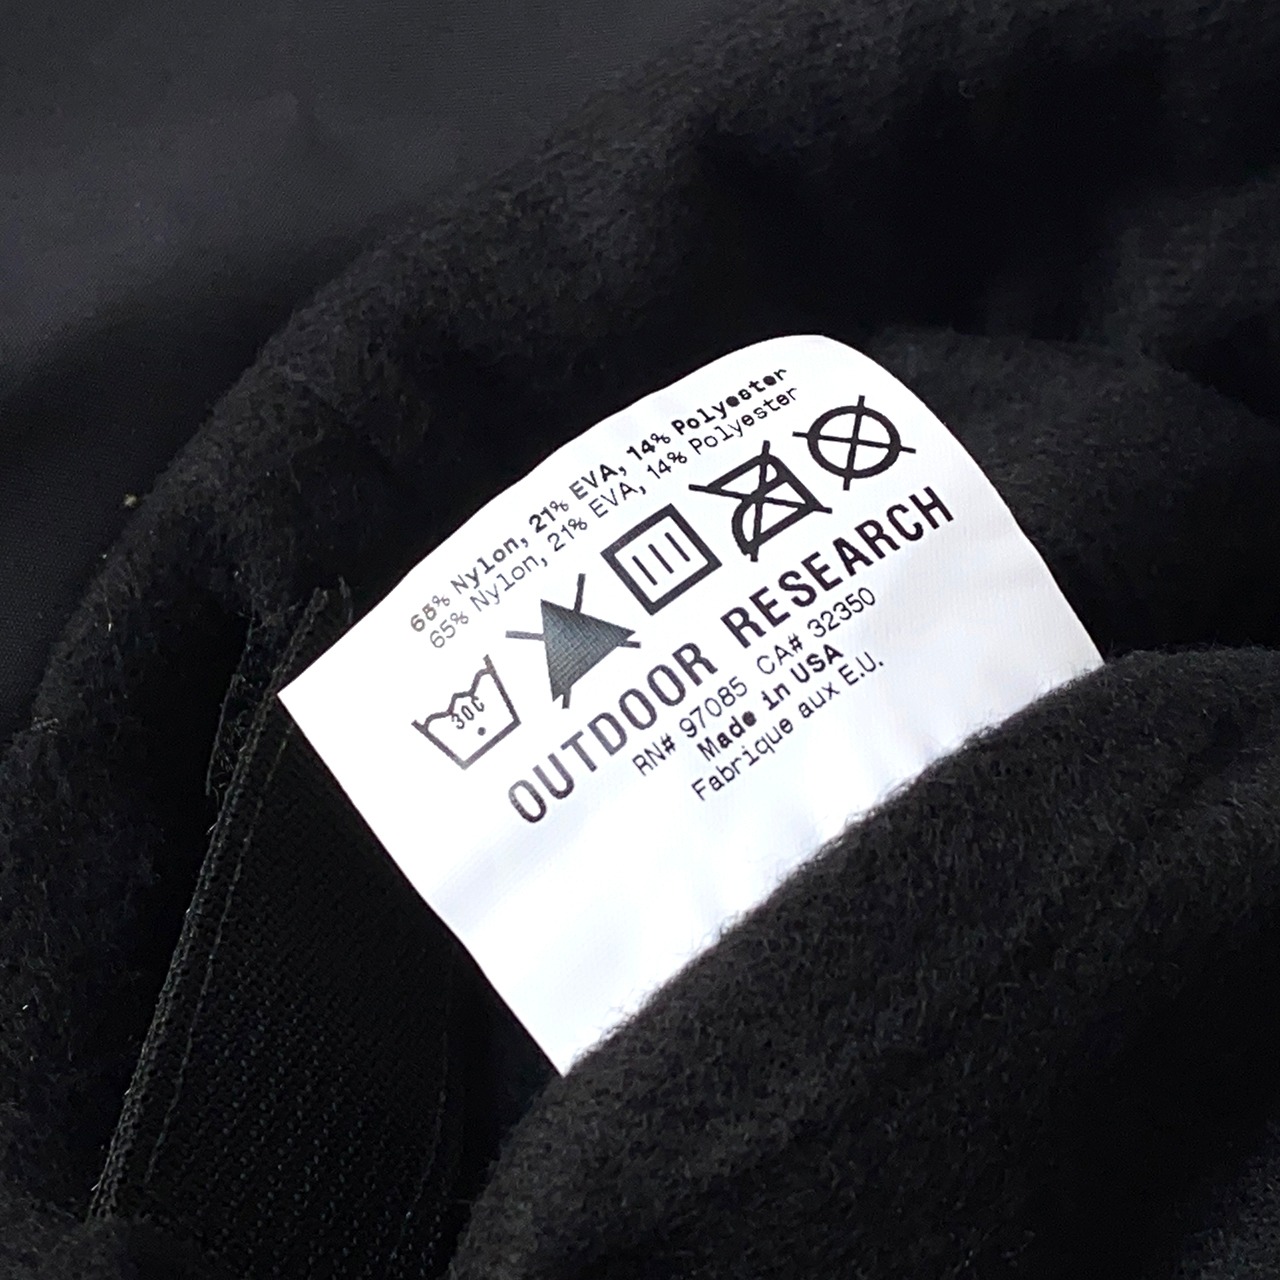 65% Nylon, 21% EVA, 14% Polyester
65% Nylon, 21% EVA, 14% Polyester
30C
OUTDOOR RESEARCH
RN# 97085 CA# 32350
Made in USA
Fabrique aux E.U.